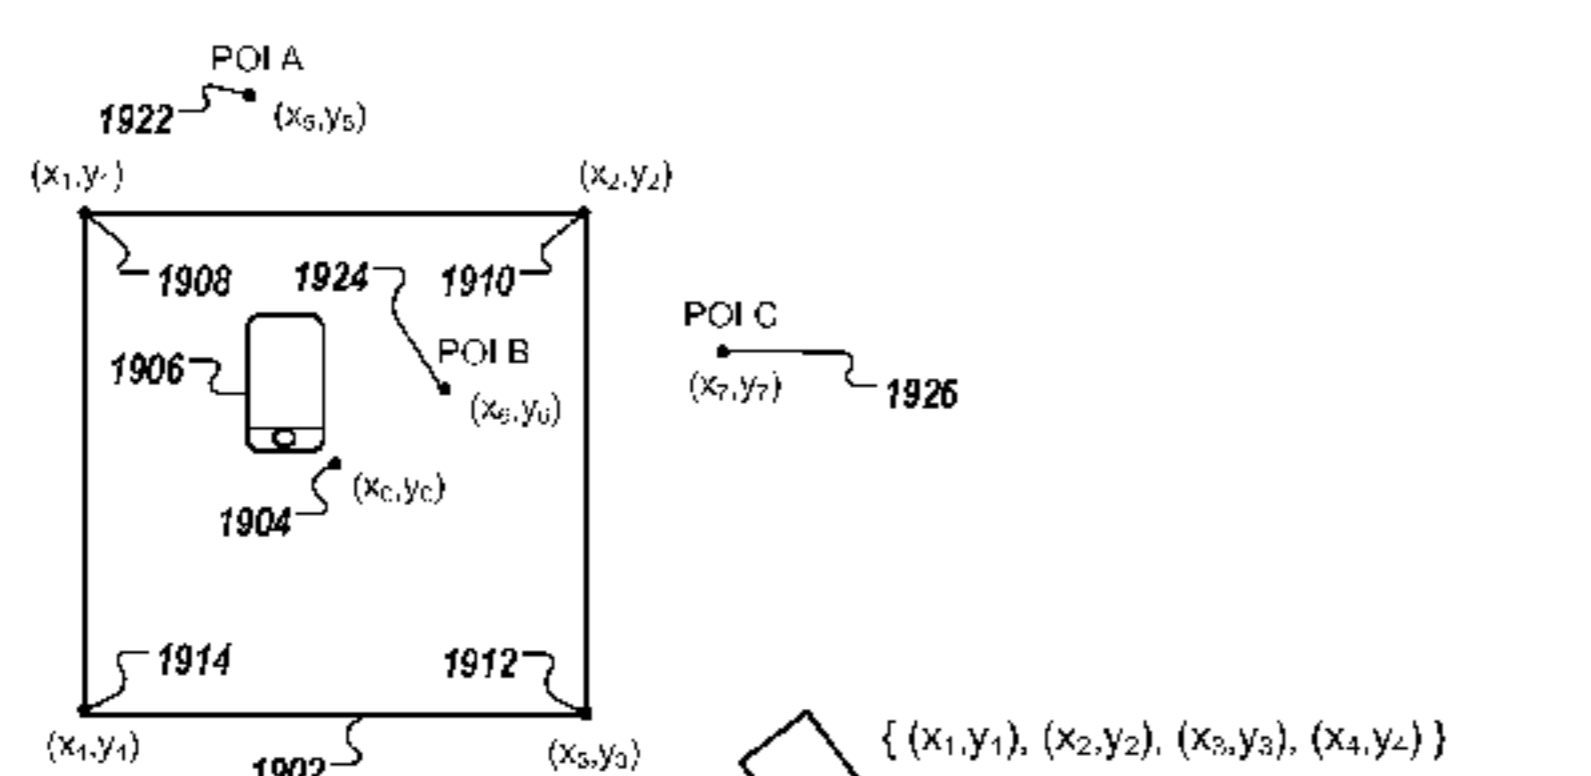 POI A
1922
(x5,y5)
(x1,y1)
(x2,y2)
1908
1924
1910
POI C
1906
POI B
(x7,y7)
1926
(x6,y6)
(xc,yc)
1904
1914
1912
(x4,y4)
1902
(x3,y3)
{ (x1,y1), (x2,y2), (x3,y3), (x4,y4) }